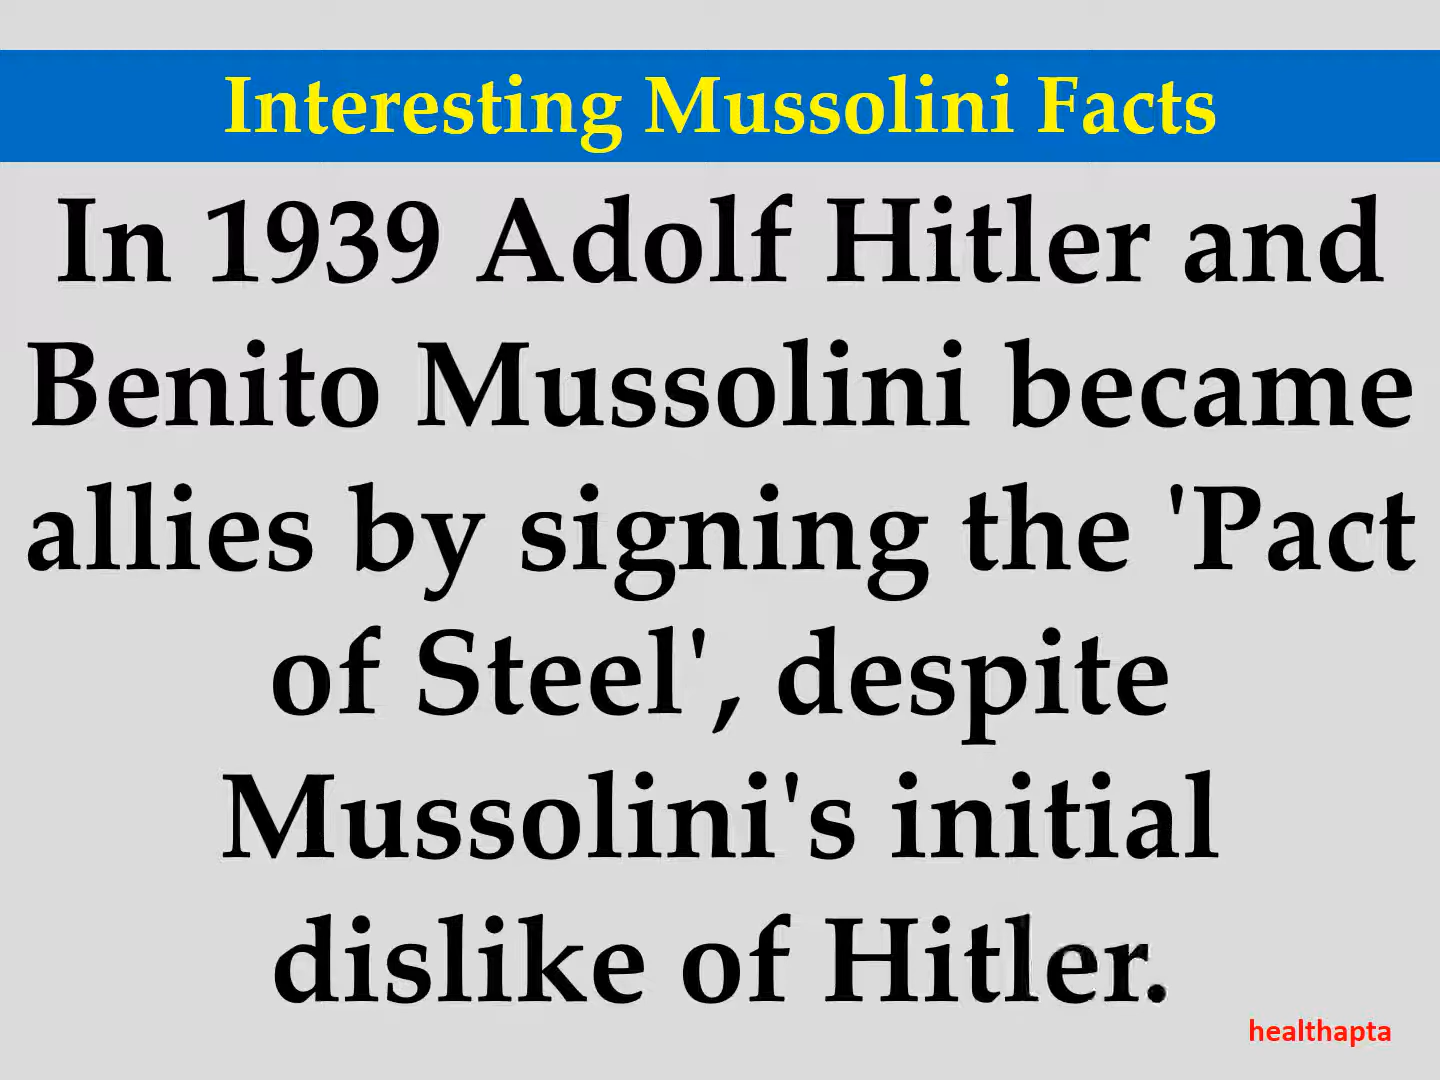 Interesting Mussolini Facts
In 1939 Adolf Hitler and
Benito Mussolini became
allies by signing the 'Pact
of Steel', despite
Mussolini's initial
dislike of Hitler.
healthapta